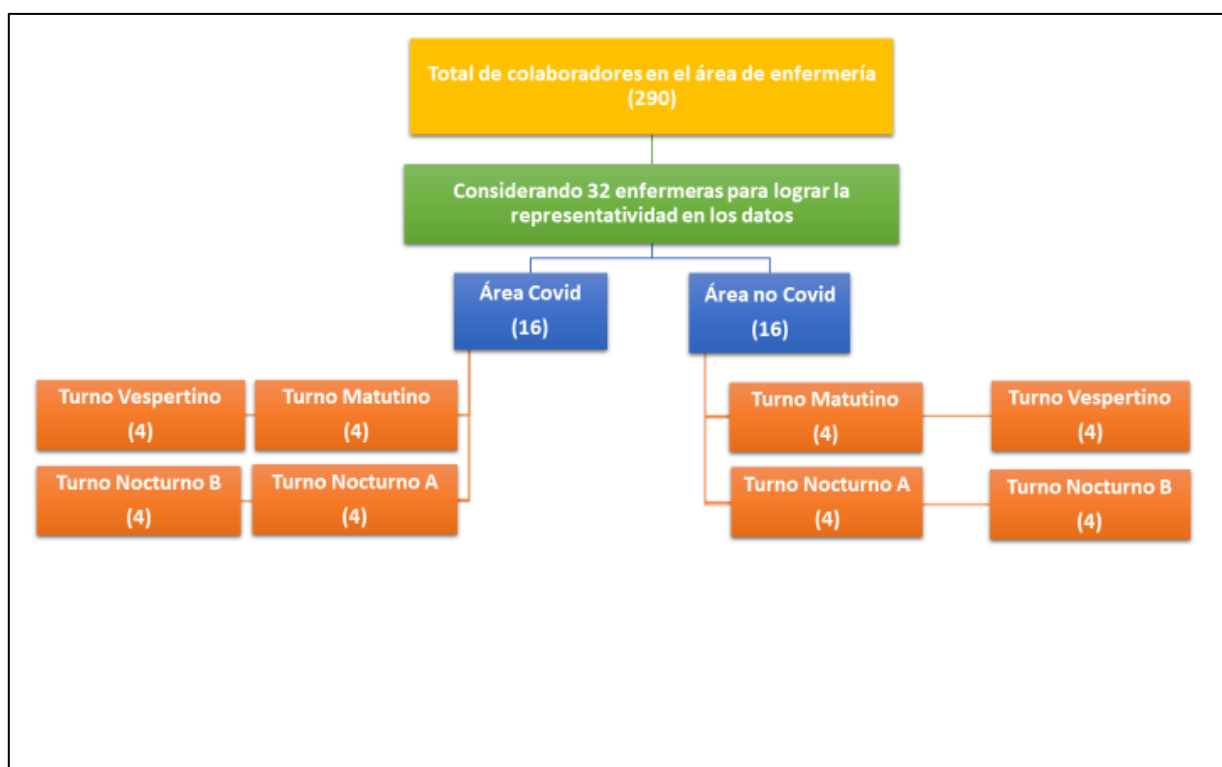 Total de colaboradores en el área de enfermería
(290)
Considerando 32 enfermeras para lograr la
representatividad en los datos
Área Covid
(16)
Área no Covid
(16)
Turno Vespertino
(4)
Turno Matutino
(4)
Turno Matutino
(4)
Turno Vespertino
(4)
Turno Nocturno B
(4)
Turno Nocturno A
(4)
Turno Nocturno A
(4)
Turno Nocturno B
(4)